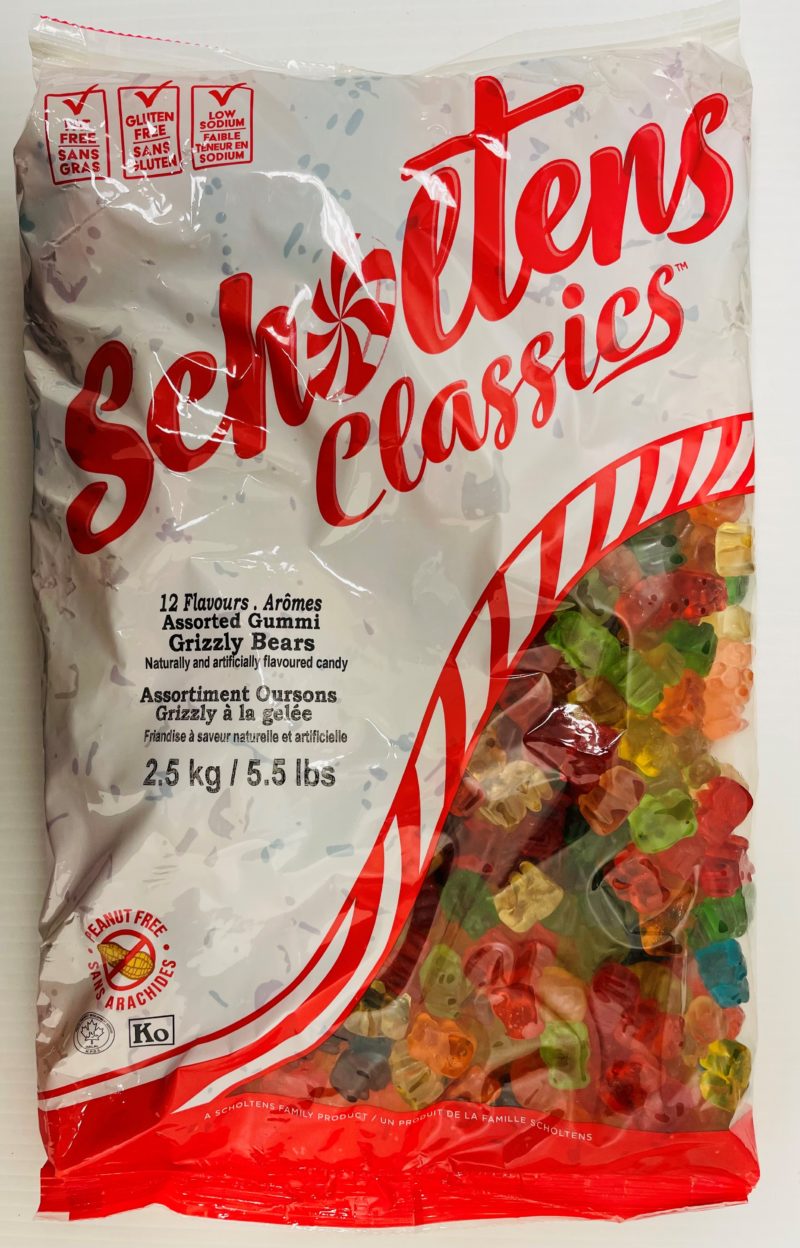 FAT
FREE
SANS
GRAS
GLUTEN
FREE
SANS
GLUTEN
LOW
SODIUM
FAIBLE
TENEUR EN
SODIUM
Scholtens
Classics™
12 Flavours . Arômes
Assorted Gummi
Grizzly Bears
Naturally and artificially flavoured candy
Assortiment Oursons
Grizzly à la gelée
Friandise à saveur naturelle et artificielle
2.5 kg / 5.5 lbs
• PEANUT FREE •
SANS ARACHIDES
Ko
A SCHOLTENS FAMILY PRODUCT / UN PRODUIT DE LA FAMILLE SCHOLTENS